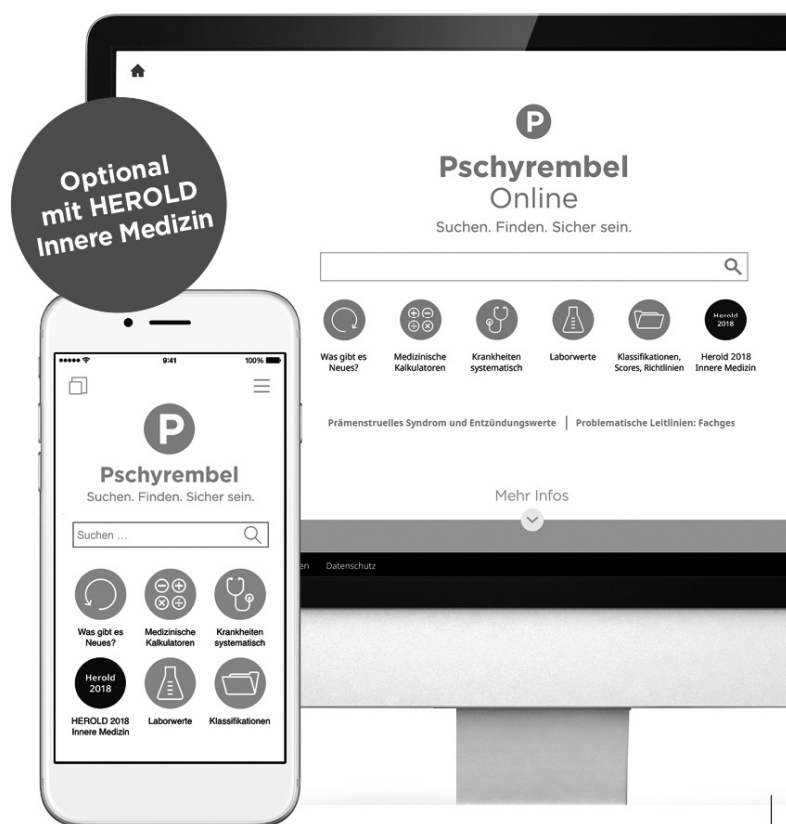 Optional
mit HEROLD
Innere Medizin
P
Pschyrembel
Online
Suchen. Finden. Sicher sein.
Was gibt es
Neues?
Medizinische
Kalkulatoren
Krankheiten
systematisch
Laborwerte
Klassifikationen,
Scores, Richtlinien
Herold
2018
Herold 2018
Innere Medizin
Prämenstruelles Syndrom und Entzündungswerte | Problematische Leitlinien: Fachges
Mehr Infos
en Datenschutz
9:41 100%
P
Pschyrembel
Suchen. Finden. Sicher sein.
Suchen ...
Was gibt es
Neues?
Medizinische
Kalkulatoren
Krankheiten
systematisch
Herold
2018
HEROLD 2018
Innere Medizin
Laborwerte
Klassifikationen